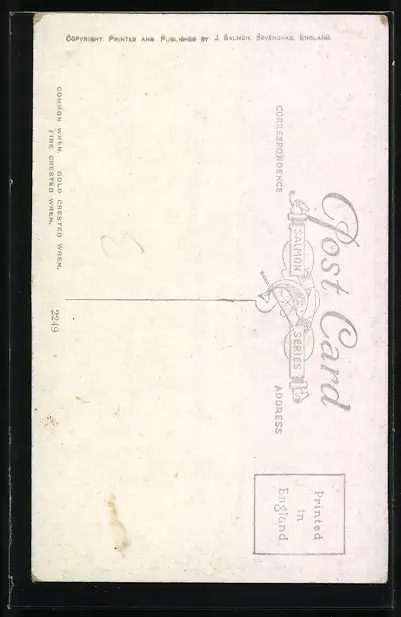 COPYRIGHT. PRINTED AND PUBLISHED BY J. SALMON, SEVENOAKS, ENGLAND.
Post Card
SALMON SERIES
CORRESPONDENCE
ADDRESS
Printed
in
England
COMMON WREN. GOLD CRESTED WREN.
FIRE CRESTED WREN.
2249
3